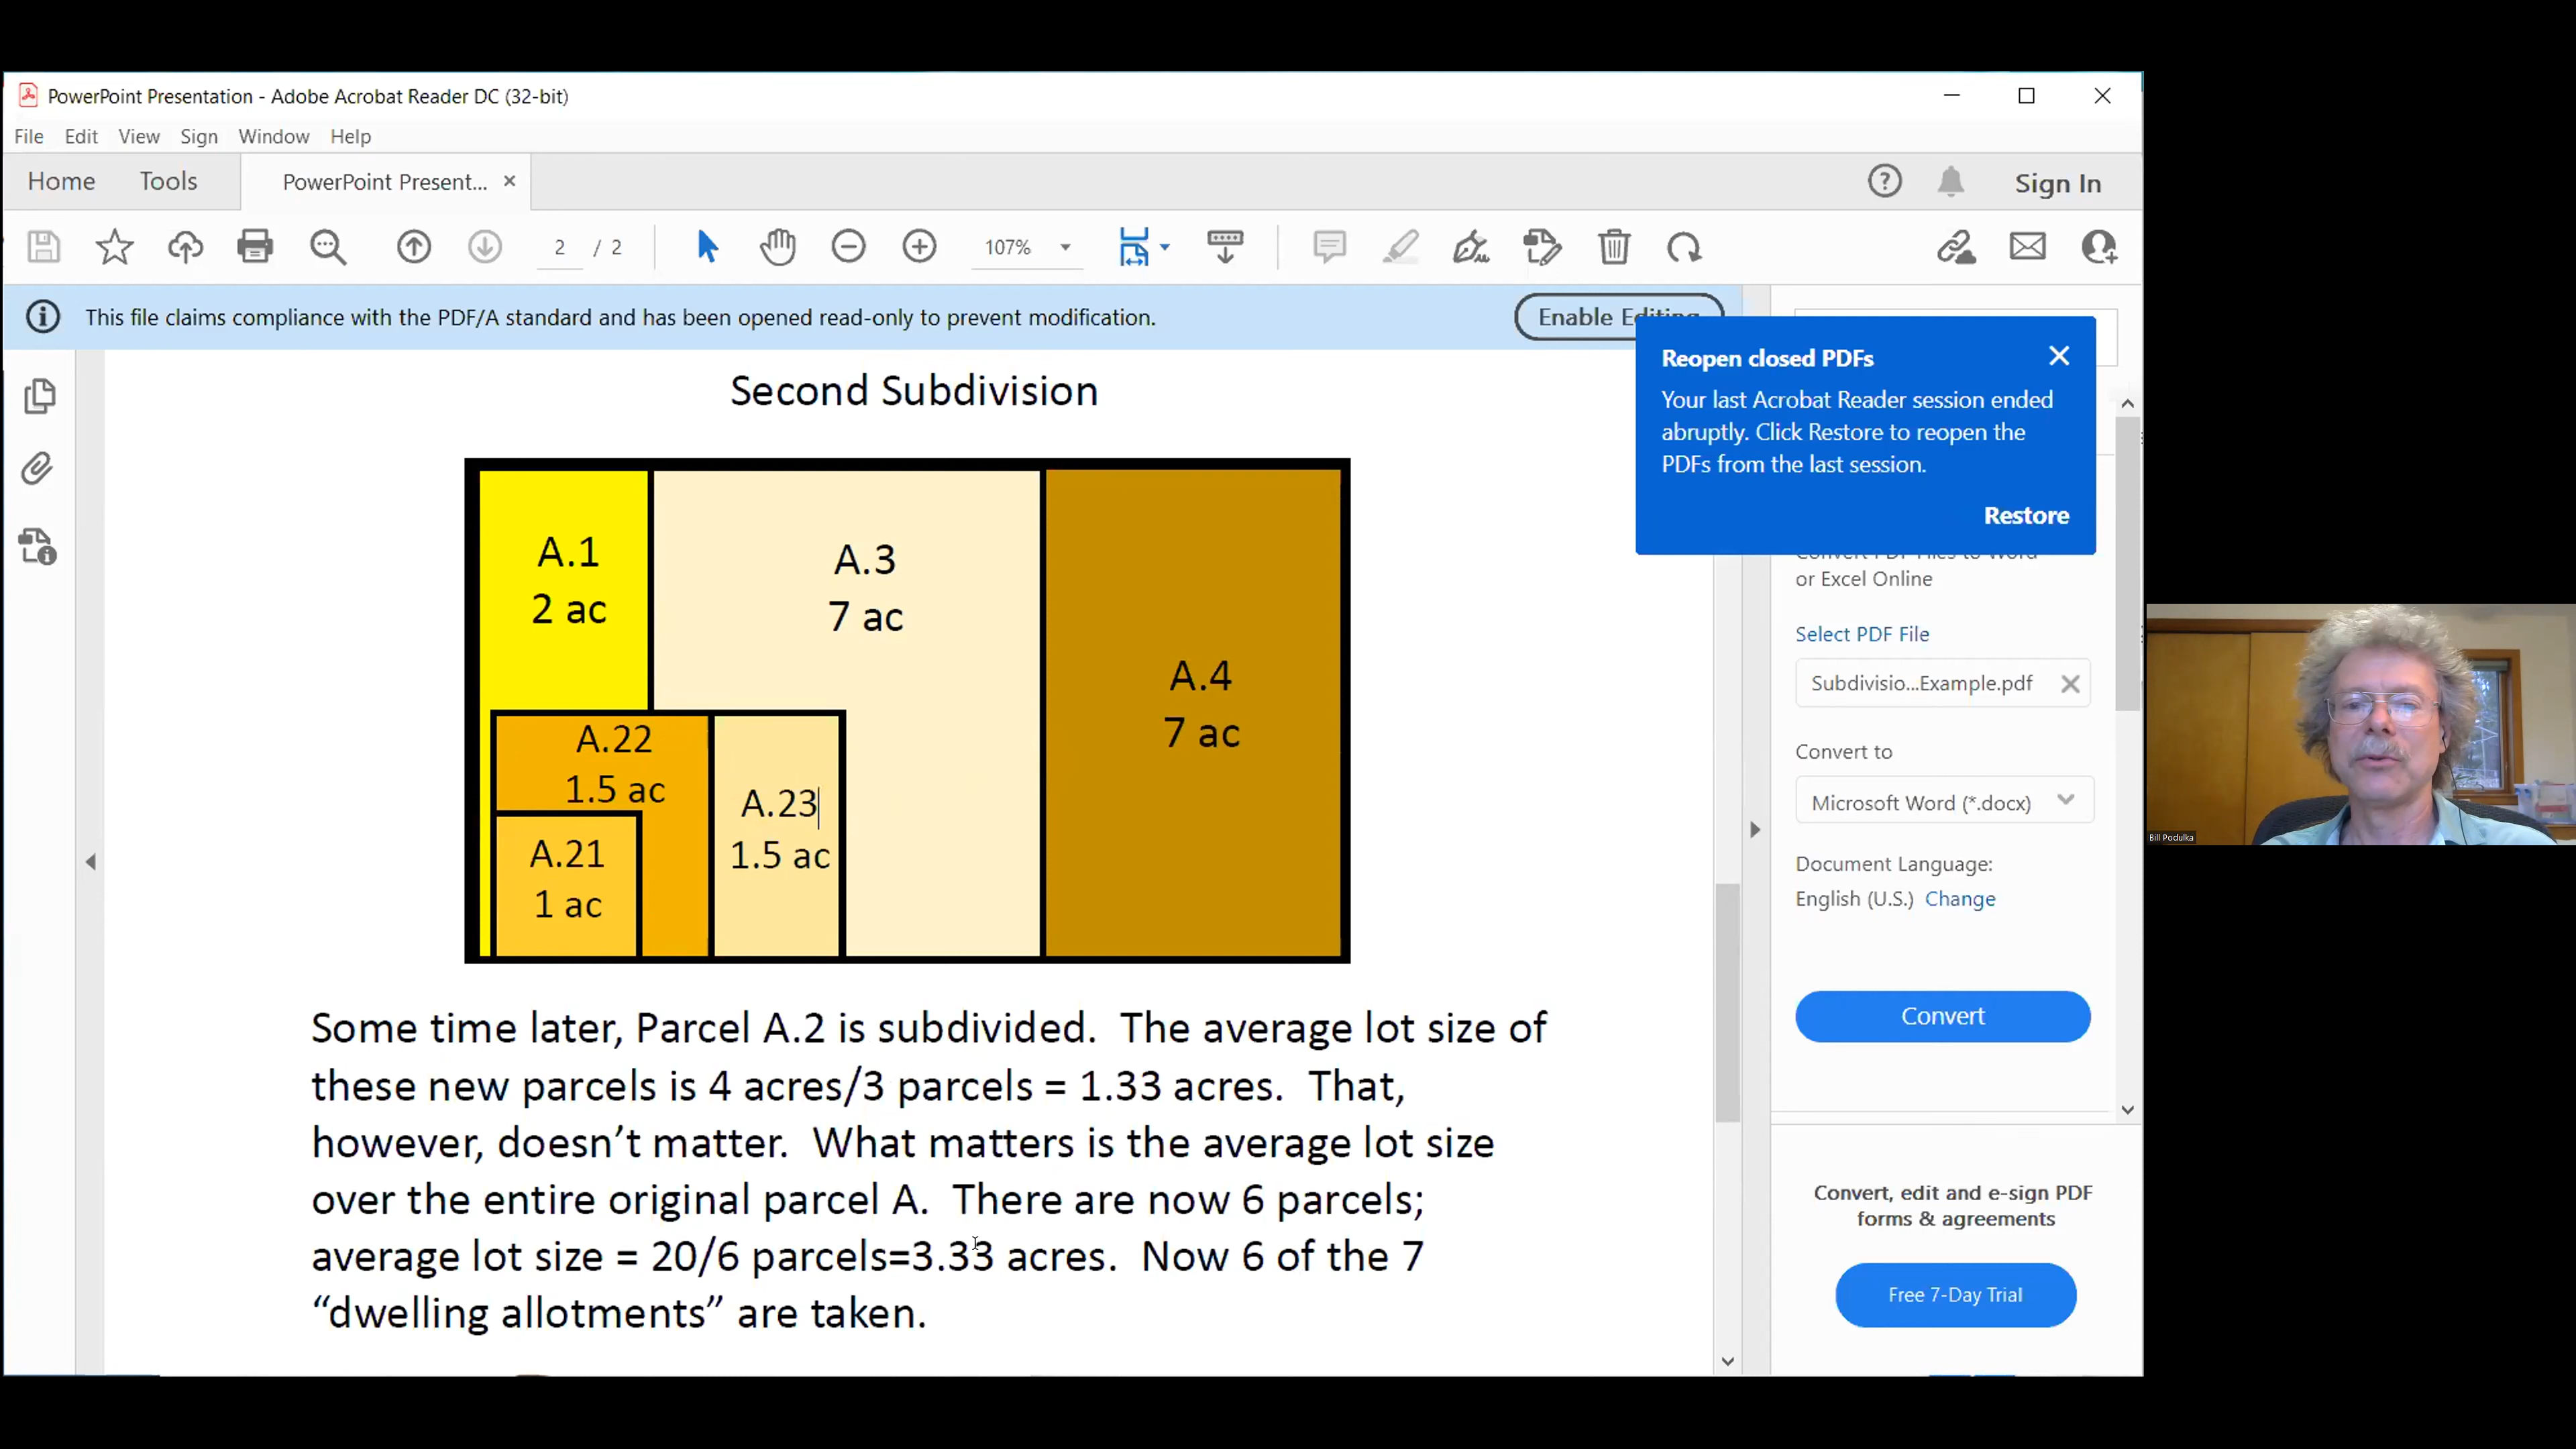 PowerPoint Presentation - Adobe Acrobat Reader DC (32-bit)
File Edit View Sign Window Help
Home Tools PowerPoint Present... ×
Sign In
2 / 2
107%
This file claims compliance with the PDF/A standard and has been opened read-only to prevent modification.
Enable Editing
Reopen closed PDFs
Your last Acrobat Reader session ended
abruptly. Click Restore to reopen the
PDFs from the last session.
Restore
Second Subdivision
A.1
2 ac
A.3
7 ac
A.4
7 ac
A.22
1.5 ac
A.23
1.5 ac
A.21
1 ac
Some time later, Parcel A.2 is subdivided. The average lot size of
these new parcels is 4 acres/3 parcels = 1.33 acres. That,
however, doesn’t matter. What matters is the average lot size
over the entire original parcel A. There are now 6 parcels;
average lot size = 20/6 parcels=3.33 acres. Now 6 of the 7
“dwelling allotments” are taken.
Convert PDF Files to Word
or Excel Online
Select PDF File
Subdivisio...Example.pdf
Convert to
Microsoft Word (*.docx)
Document Language:
English (U.S.) Change
Convert
Convert, edit and e-sign PDF
forms & agreements
Free 7-Day Trial
Bill Podulka